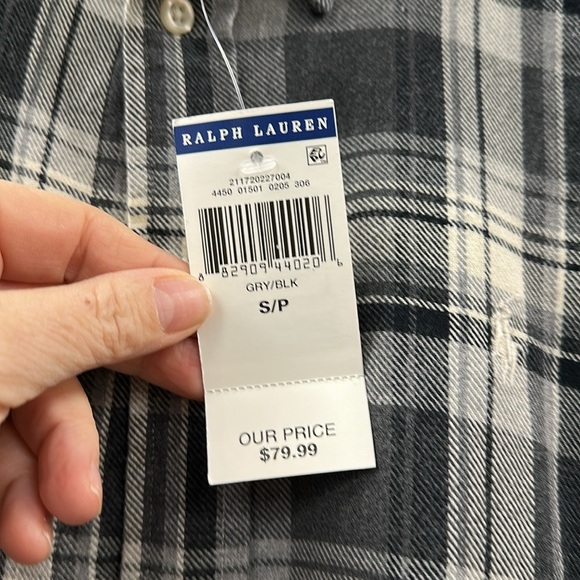 RALPH LAUREN
211720227004
4450 01501 0205 306
8 82909 44020 6
GRY/BLK
S/P
OUR PRICE
$79.99